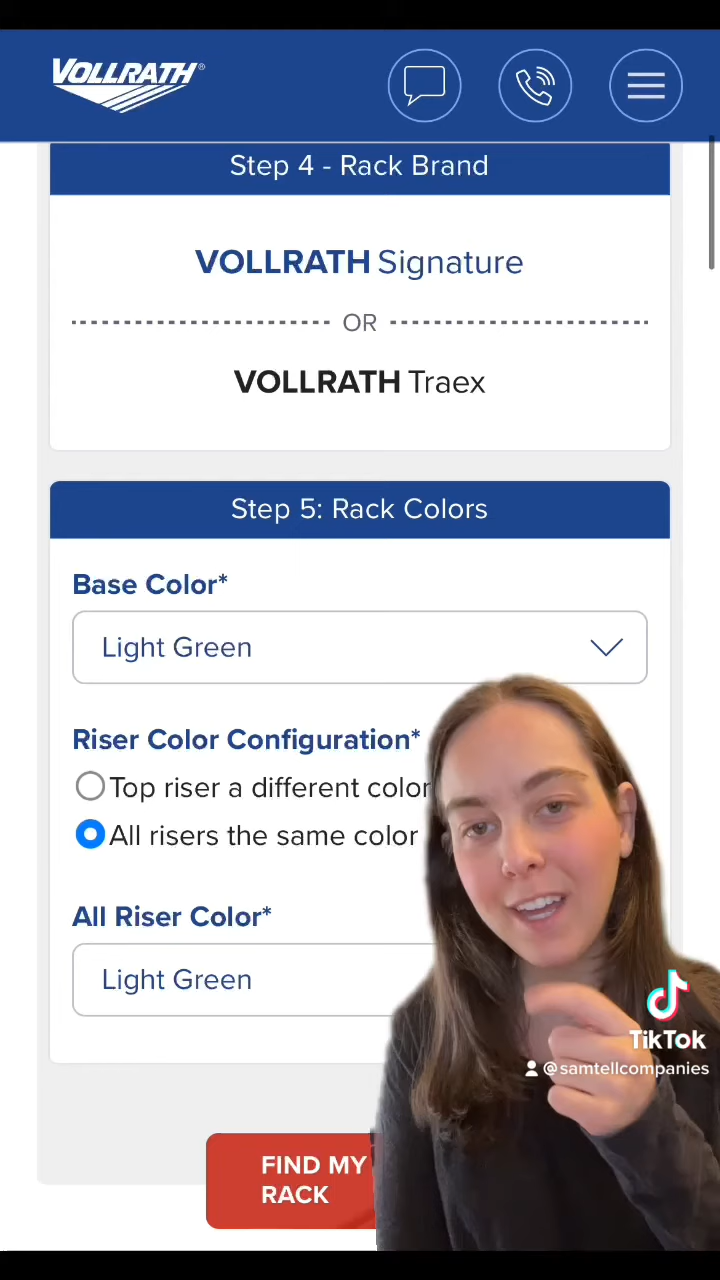 VOLLRATH®
Step 4 - Rack Brand
VOLLRATH Signature
OR
VOLLRATH Traex
Step 5: Rack Colors
Base Color*
Light Green
Riser Color Configuration*
Top riser a different color
All risers the same color
All Riser Color*
Light Green
TikTok
@samtellcompanies
FIND MY
RACK